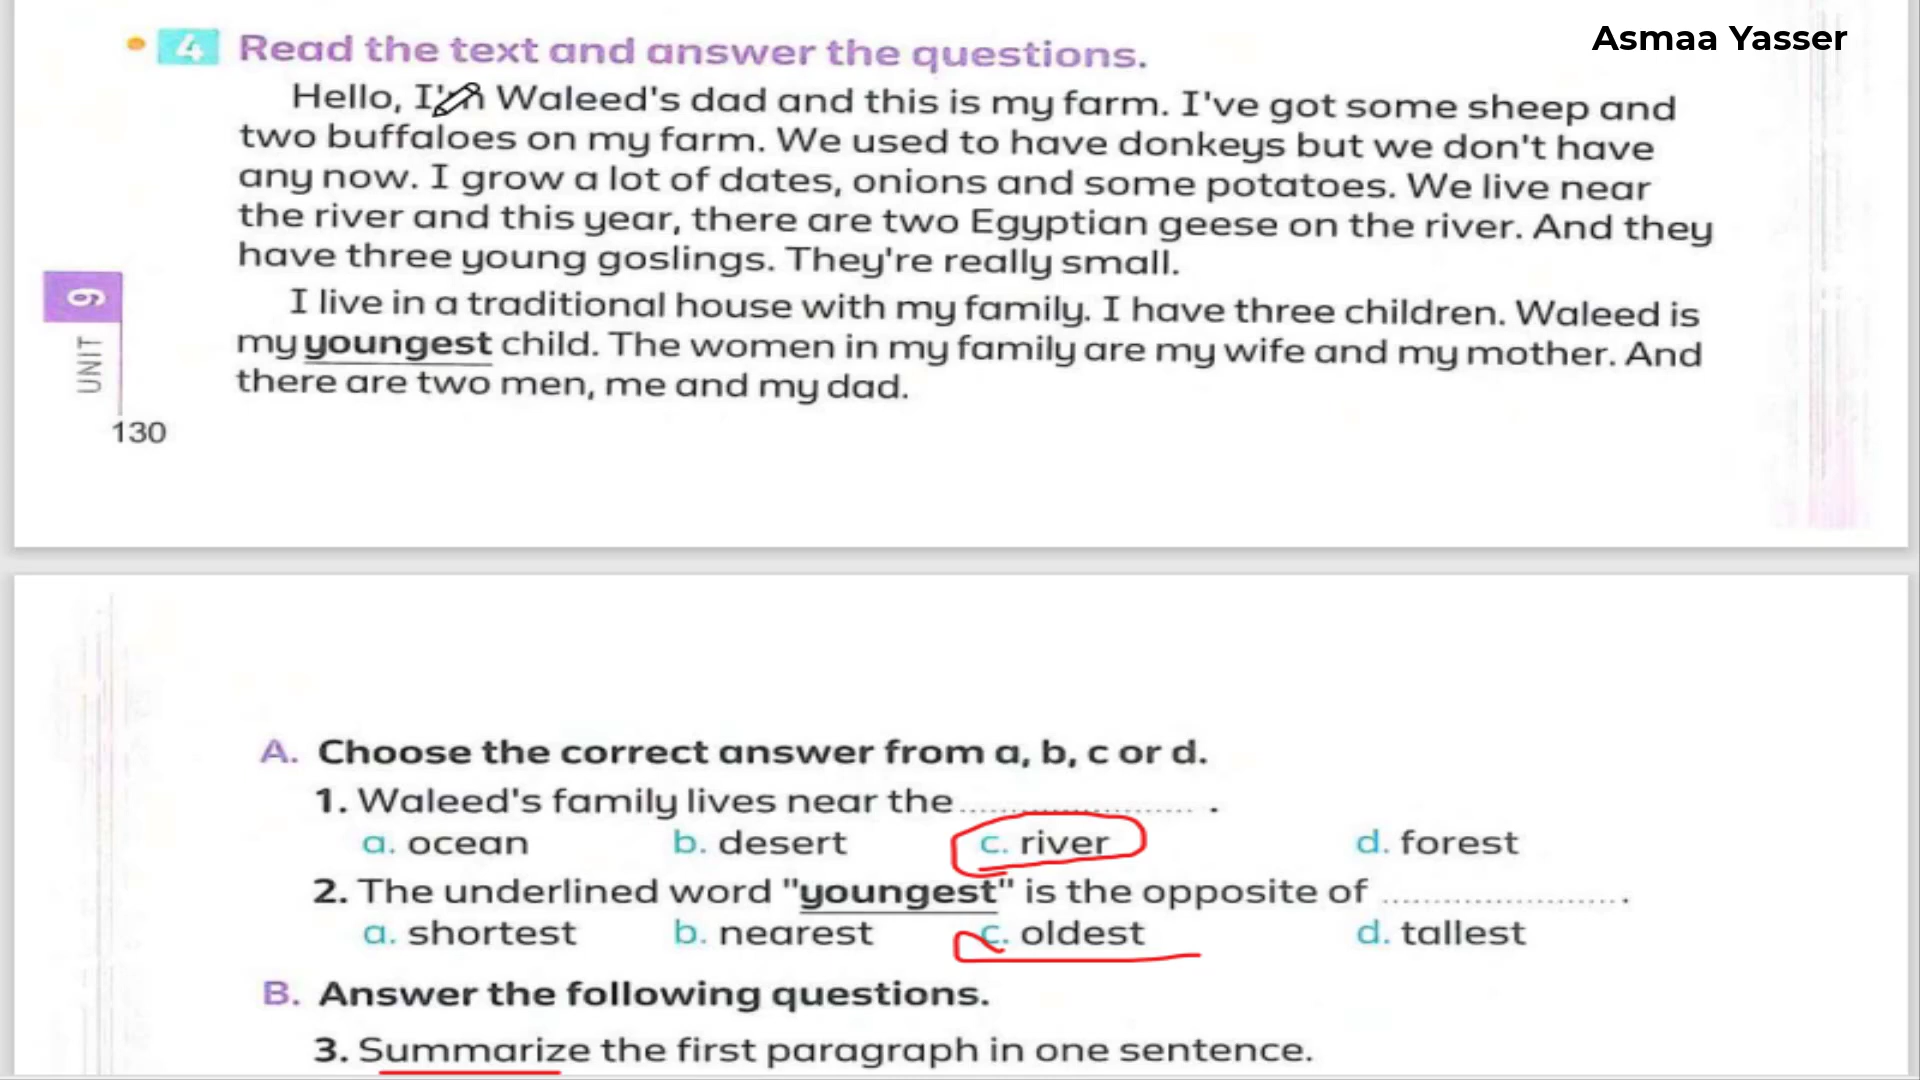 Asmaa Yasser
4 Read the text and answer the questions.
Hello, I'm Waleed's dad and this is my farm. I've got some sheep and
two buffaloes on my farm. We used to have donkeys but we don't have
any now. I grow a lot of dates, onions and some potatoes. We live near
the river and this year, there are two Egyptian geese on the river. And they
have three young goslings. They're really small.
I live in a traditional house with my family. I have three children. Waleed is
my youngest child. The women in my family are my wife and my mother. And
there are two men, me and my dad.
UNIT 9
130
A. Choose the correct answer from a, b, c or d.
1. Waleed's family lives near the ........................ .
a. ocean b. desert c. river d. forest
2. The underlined word "youngest" is the opposite of ........................ .
a. shortest b. nearest c. oldest d. tallest
B. Answer the following questions.
3. Summarize the first paragraph in one sentence.